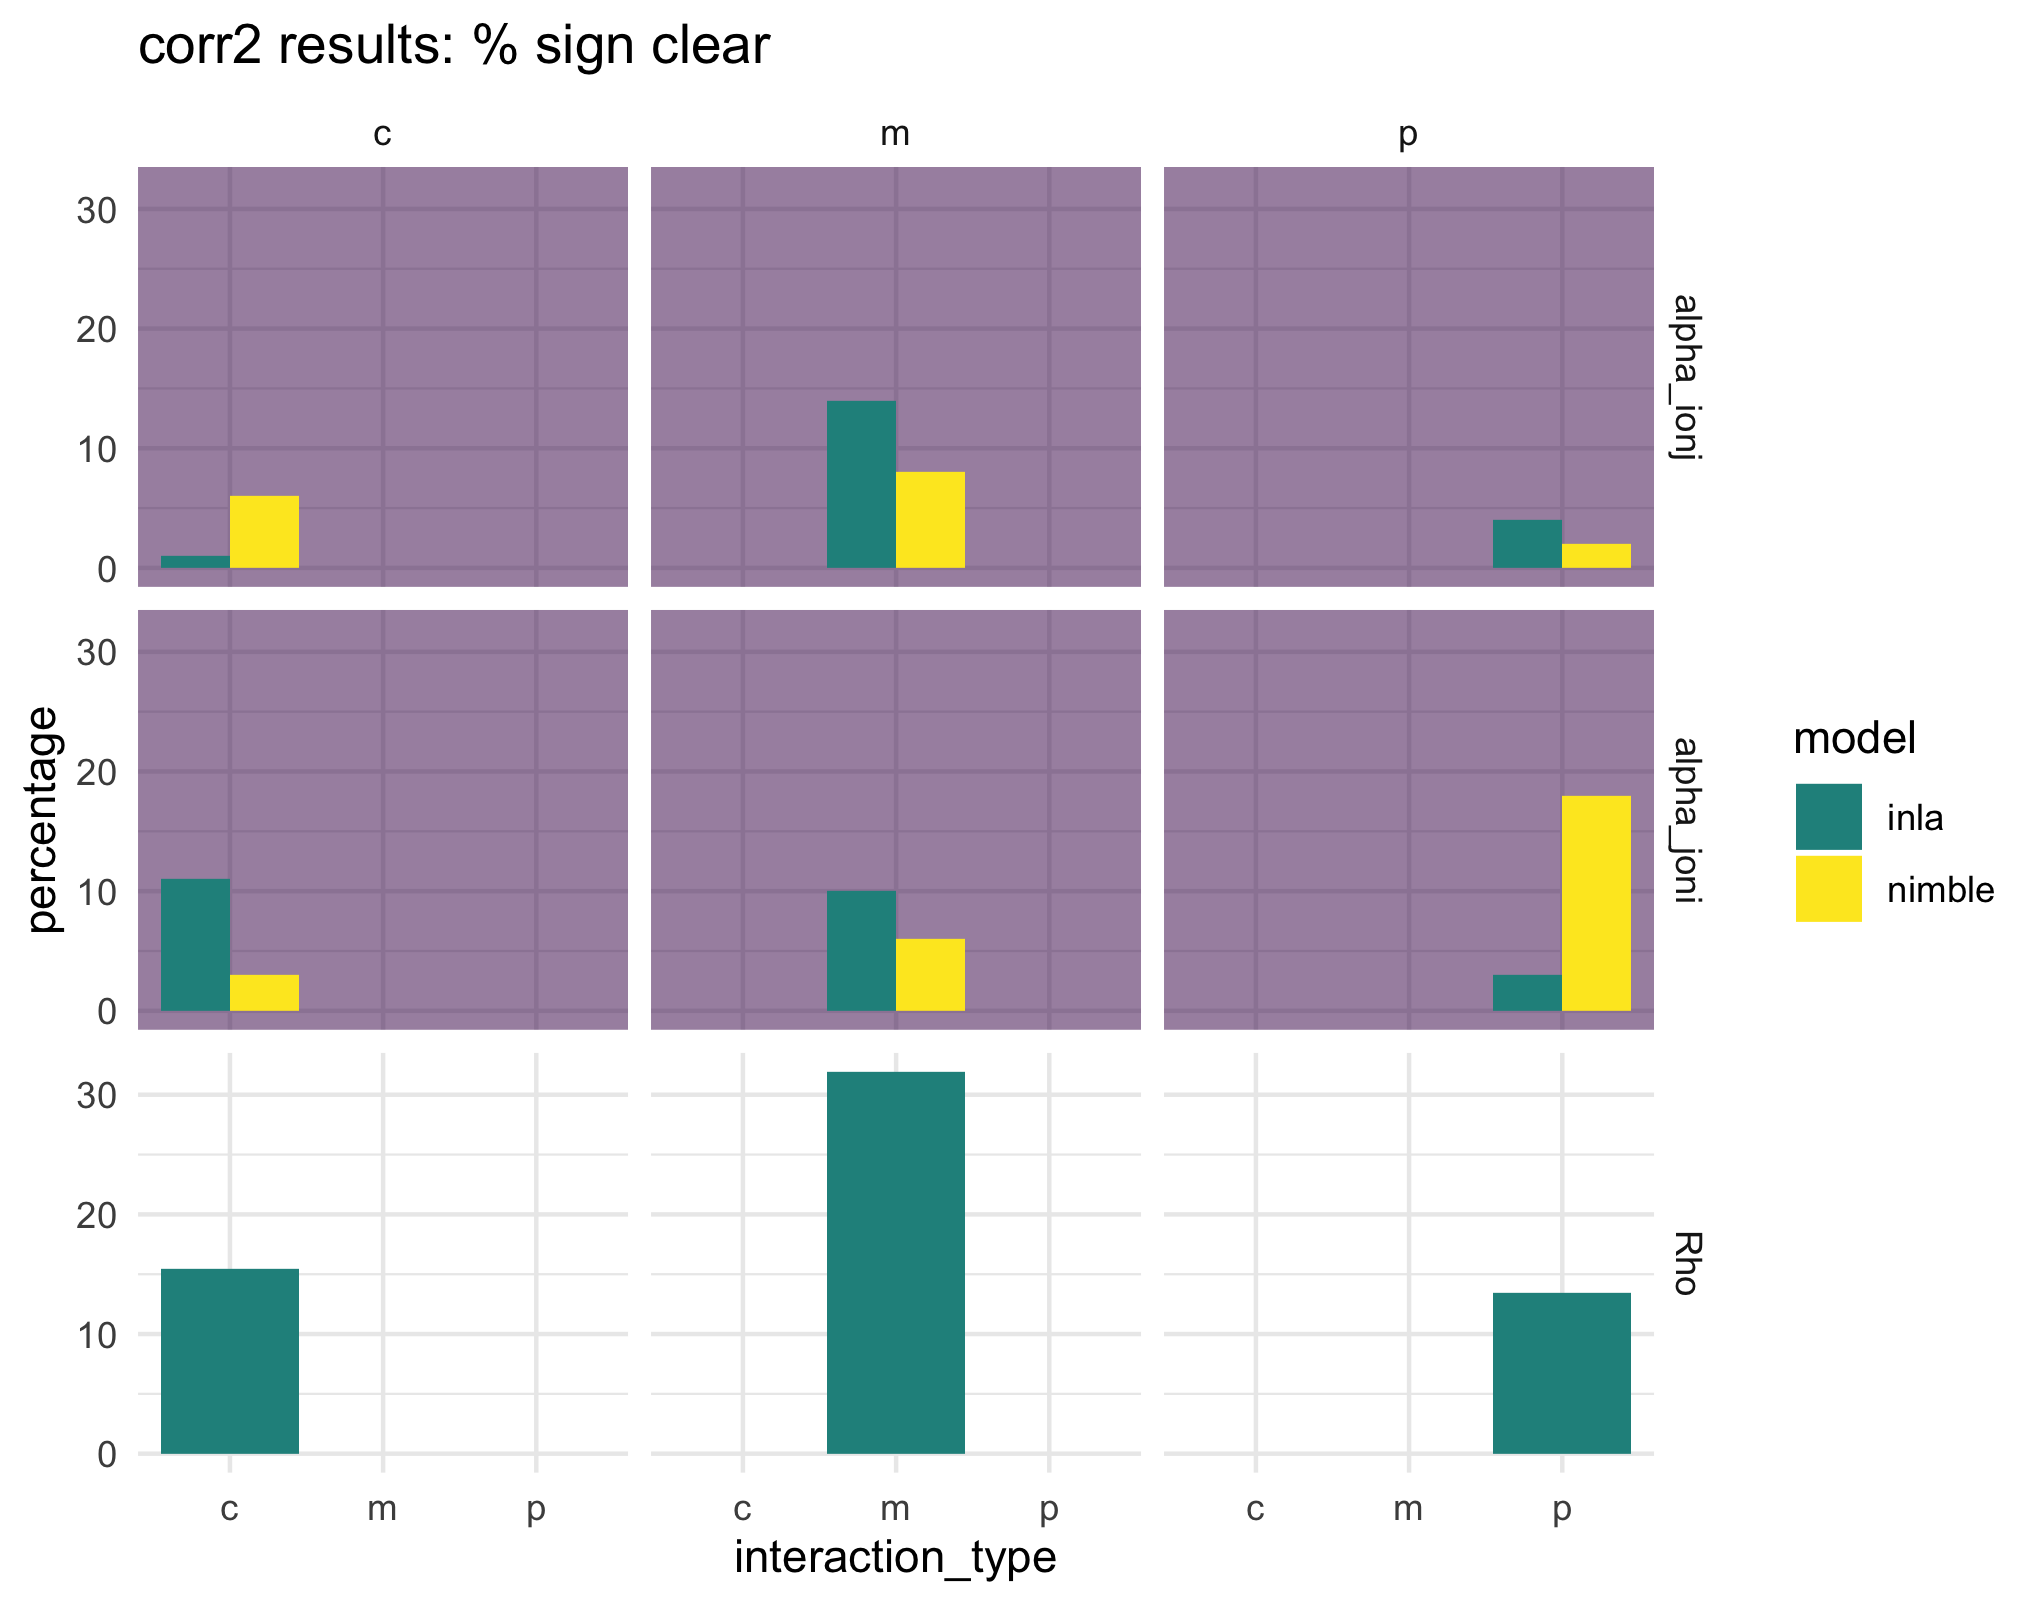 corr2 results: % sign clear
c m p
30
20
10
0
alpha_ionj
30
20
10
0
alpha_joni
30
20
10
0
Rho
c m p c m p c m p
interaction_type
percentage
model
inla
nimble